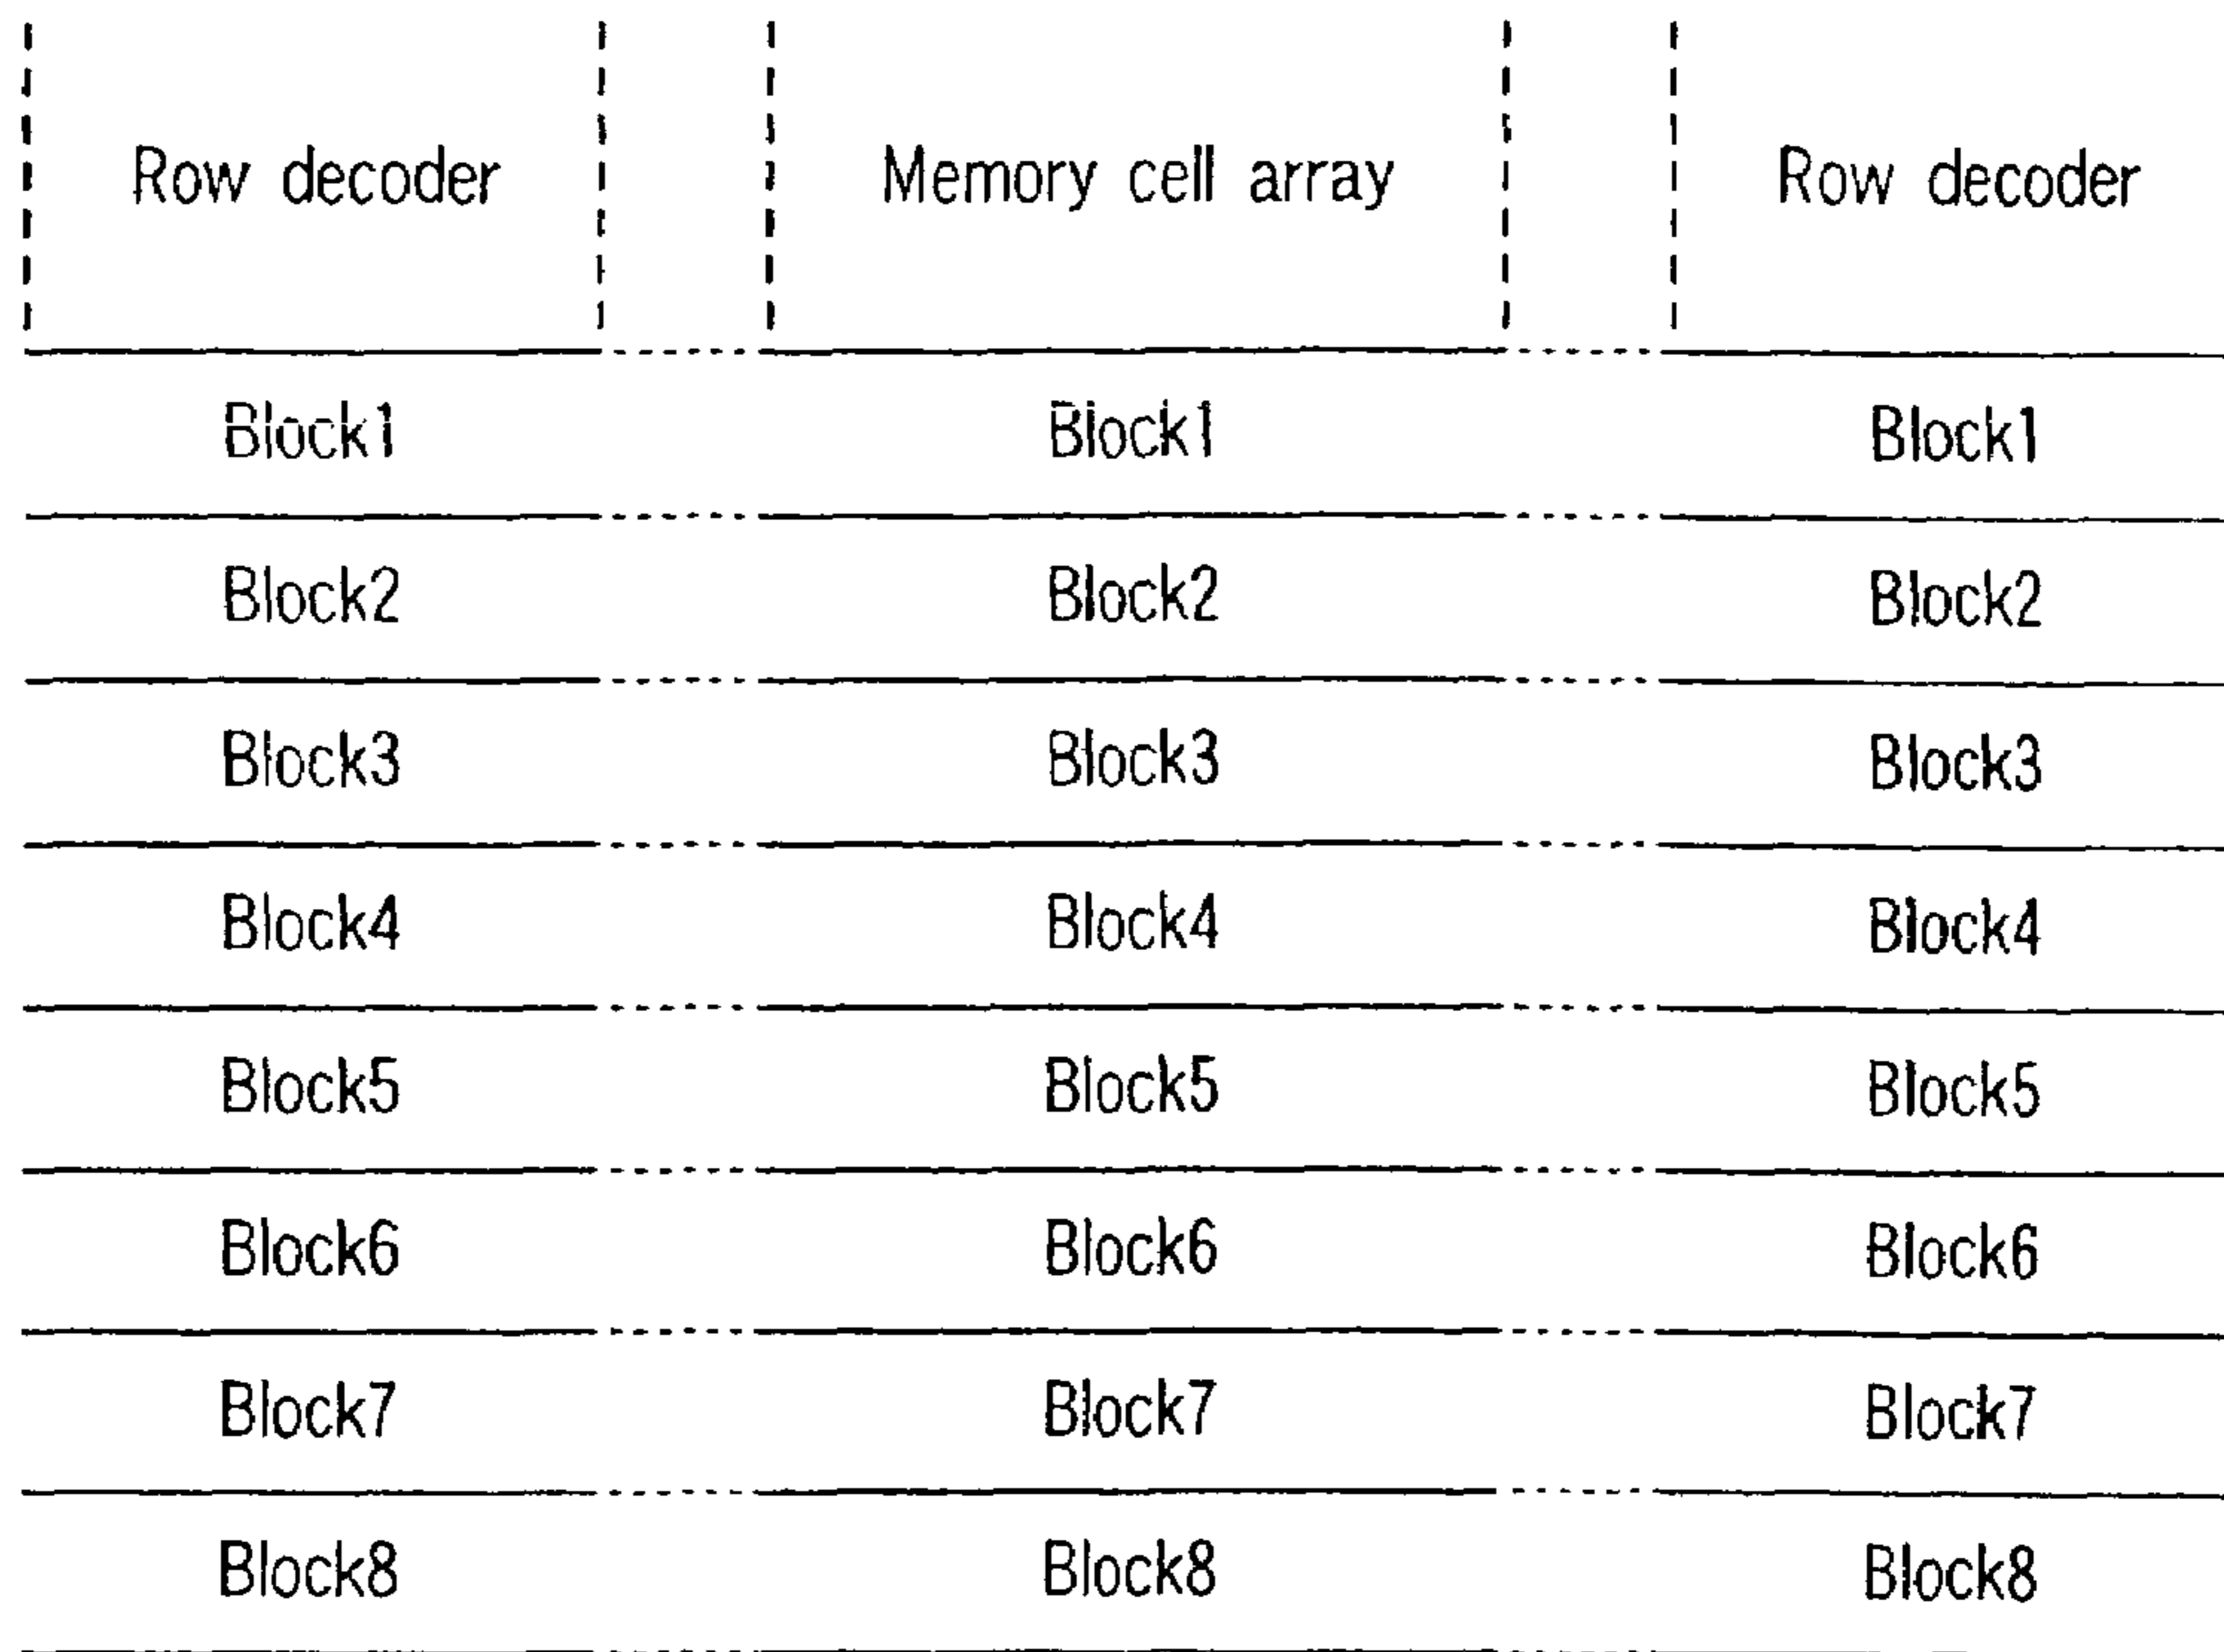 Row decoder Memory cell array Row decoder
Block1 Block1 Block1
Block2 Block2 Block2
Block3 Block3 Block3
Block4 Block4 Block4
Block5 Block5 Block5
Block6 Block6 Block6
Block7 Block7 Block7
Block8 Block8 Block8